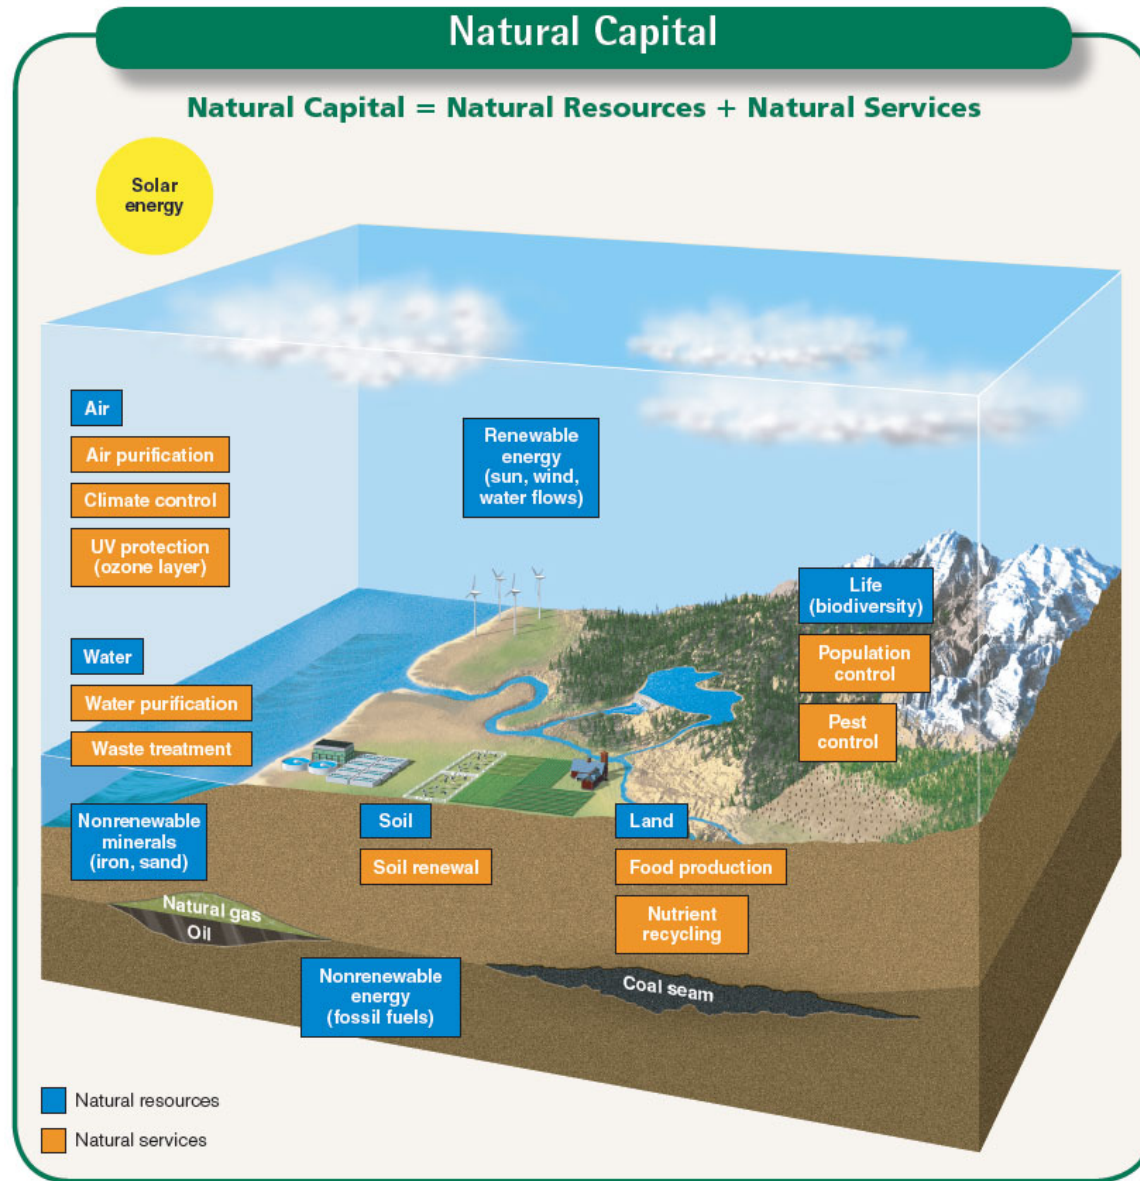 Natural Capital
Natural Capital = Natural Resources + Natural Services
Solar
energy
Air
Air purification
Climate control
UV protection
(ozone layer)
Renewable
energy
(sun, wind,
water flows)
Life
(biodiversity)
Population
control
Pest
control
Water
Water purification
Waste treatment
Nonrenewable
minerals
(iron, sand)
Soil
Soil renewal
Land
Food production
Nutrient
recycling
Natural gas
Oil
Nonrenewable
energy
(fossil fuels)
Coal seam
Natural resources
Natural services